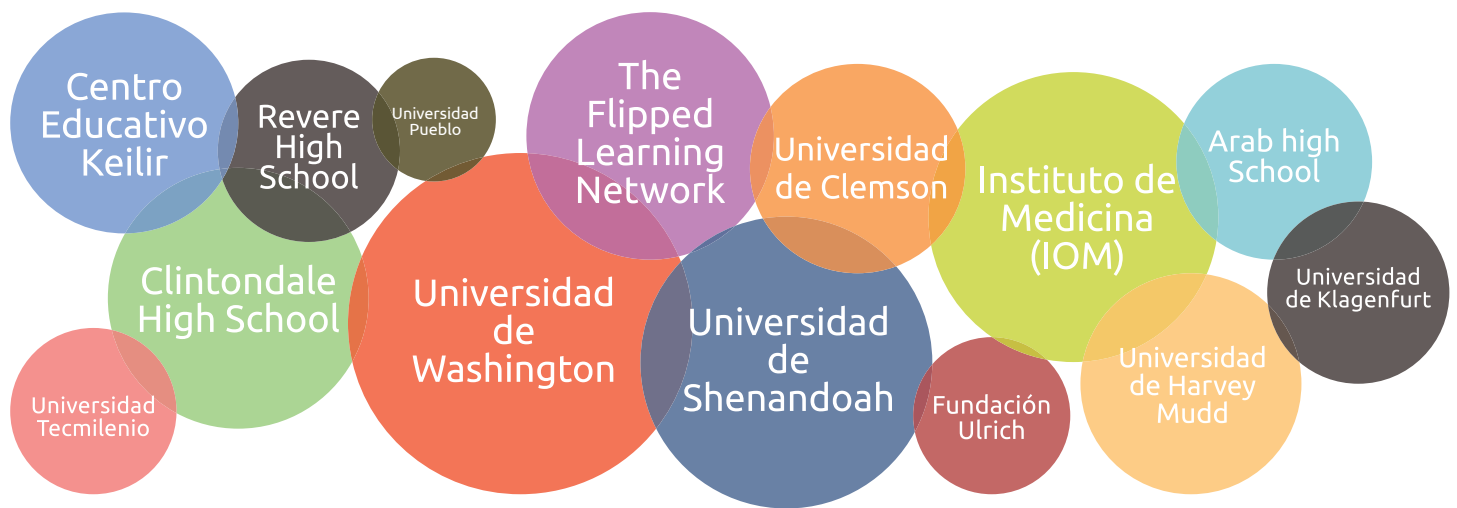 Centro
Educativo
Keilir
Revere
High
School
Universidad
Pueblo
The
Flipped
Learning
Network
Universidad
de Clemson
Instituto de
Medicina
(IOM)
Arab high
School
Clintondale
High School
Universidad
de
Washington
Universidad
de
Shenandoah
Universidad
de Klagenfurt
Universidad
Tecmilenio
Fundación
Ulrich
Universidad
de Harvey
Mudd